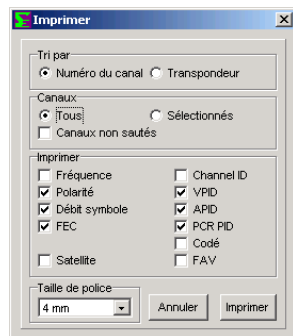 Imprimer
Tri par
Numéro du canal Transpondeur
Canaux
Tous Sélectionnés
Canaux non sautés
Imprimer
Fréquence Channel ID
Polarité VPID
Débit symbole APID
FEC PCR PID
Codé
Satellite FAV
Taille de police
4 mm Annuler Imprimer